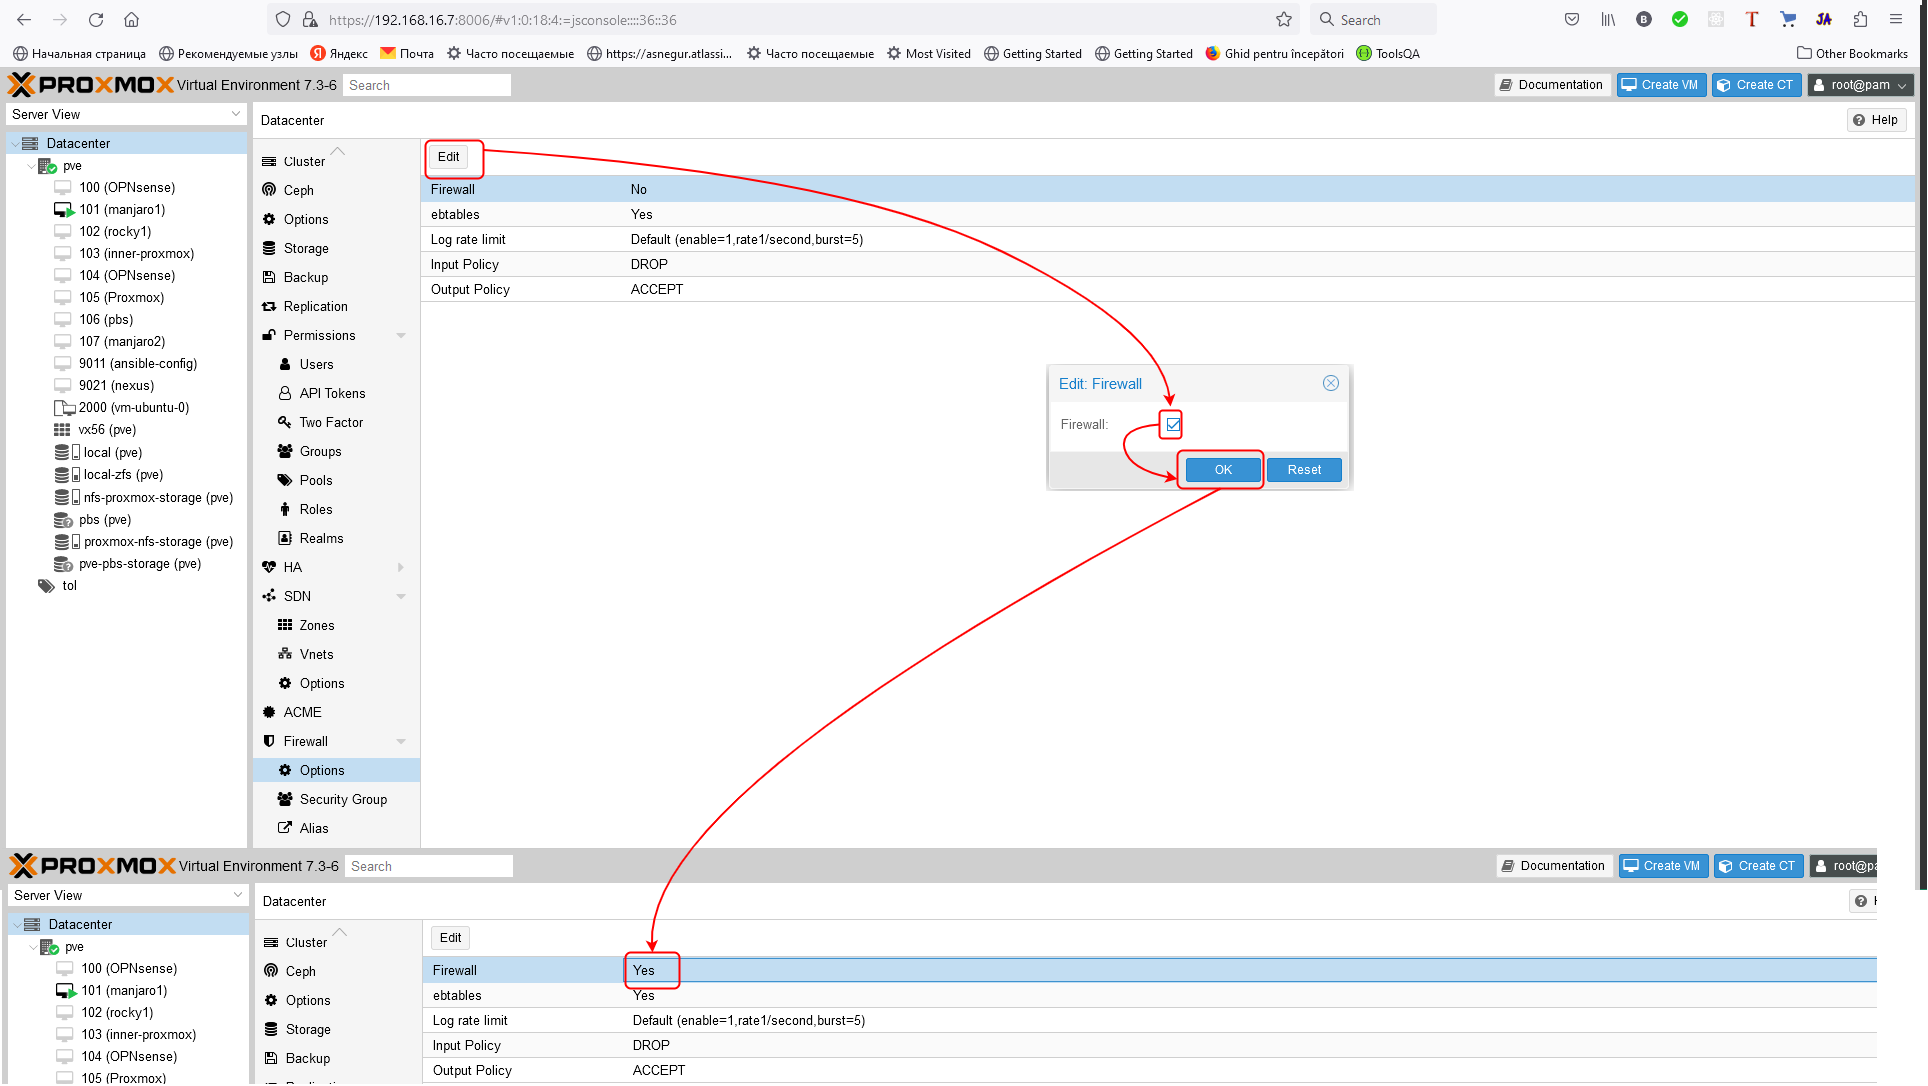 https://192.168.16.7:8006/#v1:0:18:4:=jsconsole::::36::36
Search
Начальная страница
Рекомендуемые узлы
Яндекс
Почта
Часто посещаемые
https://asnegur.atlassi...
Часто посещаемые
Most Visited
Getting Started
Getting Started
Ghid pentru începători
ToolsQA
Other Bookmarks
PROXMOX Virtual Environment 7.3-6
Search
Documentation
Create VM
Create CT
root@pam
Server View
Datacenter
pve
100 (OPNsense)
101 (manjaro1)
102 (rocky1)
103 (inner-proxmox)
104 (OPNsense)
105 (Proxmox)
106 (pbs)
107 (manjaro2)
9011 (ansible-config)
9021 (nexus)
2000 (vm-ubuntu-0)
vx56 (pve)
local (pve)
local-zfs (pve)
nfs-proxmox-storage (pve)
pbs (pve)
proxmox-nfs-storage (pve)
pve-pbs-storage (pve)
tol
Datacenter
Help
Cluster
Ceph
Options
Storage
Backup
Replication
Permissions
Users
API Tokens
Two Factor
Groups
Pools
Roles
Realms
HA
SDN
Zones
Vnets
Options
ACME
Firewall
Options
Security Group
Alias
Edit
Firewall No
ebtables Yes
Log rate limit Default (enable=1,rate1/second,burst=5)
Input Policy DROP
Output Policy ACCEPT
Edit: Firewall
Firewall:
OK
Reset
PROXMOX Virtual Environment 7.3-6
Search
Documentation
Create VM
Create CT
root@p
Server View
Datacenter
pve
100 (OPNsense)
101 (manjaro1)
102 (rocky1)
103 (inner-proxmox)
104 (OPNsense)
105 (Proxmox)
Datacenter
Cluster
Ceph
Options
Storage
Backup
Edit
Firewall Yes
ebtables Yes
Log rate limit Default (enable=1,rate1/second,burst=5)
Input Policy DROP
Output Policy ACCEPT